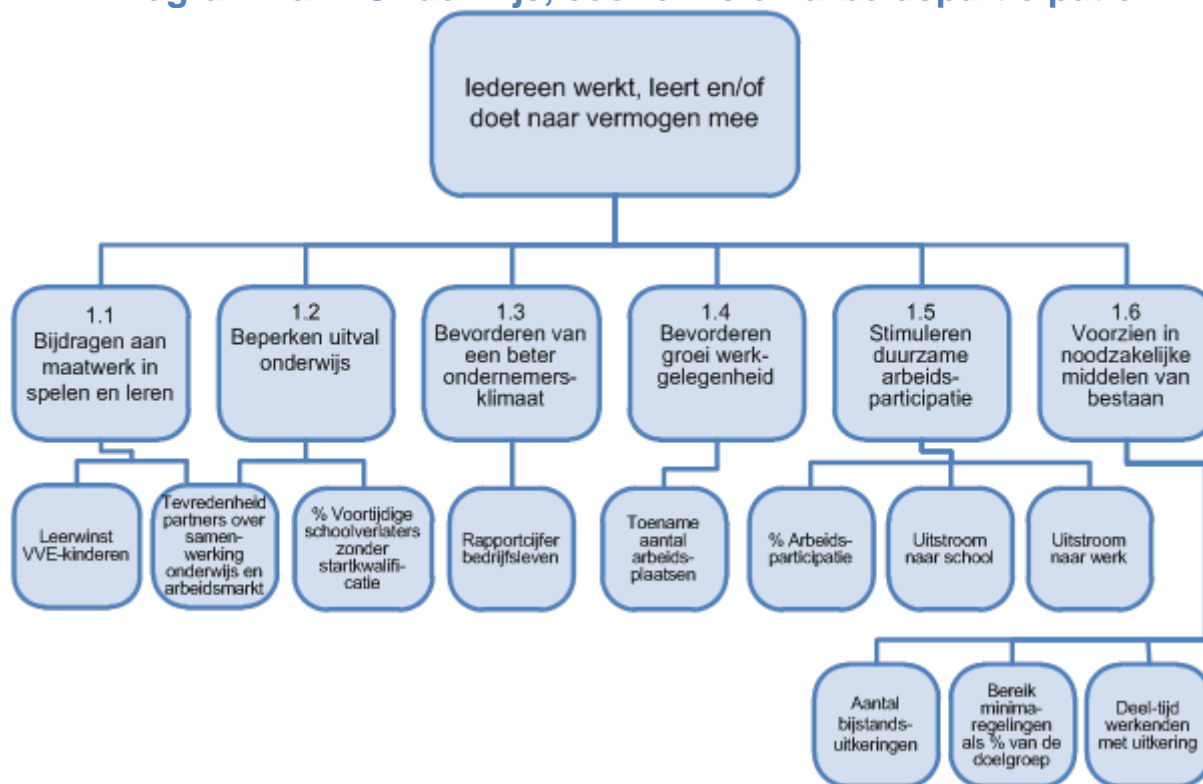 Iedereen werkt, leert en/of
doet naar vermogen mee
1.1
Bijdragen aan
maatwerk in
spelen en leren
1.2
Beperken uitval
onderwijs
1.3
Bevorderen van
een beter
ondernemers-
klimaat
1.4
Bevorderen
groei werk-
gelegenheid
1.5
Stimuleren
duurzame
arbeids-
participatie
1.6
Voorzien in
noodzakelijke
middelen van
bestaan
Leerwinst
VVE-kinderen
Tevredenheid
partners over
samen-
werking
onderwijs en
arbeidsmarkt
% Voortijdige
schoolverlaters
zonder
startkwalifi-
catie
Rapportcijfer
bedrijfsleven
Toename
aantal
arbeids-
plaatsen
% Arbeids-
participatie
Uitstroom
naar school
Uitstroom
naar werk
Aantal
bijstands-
uitkeringen
Bereik
minima-
regelingen
als % van de
doelgroep
Deel-tijd
werkenden
met uitkering